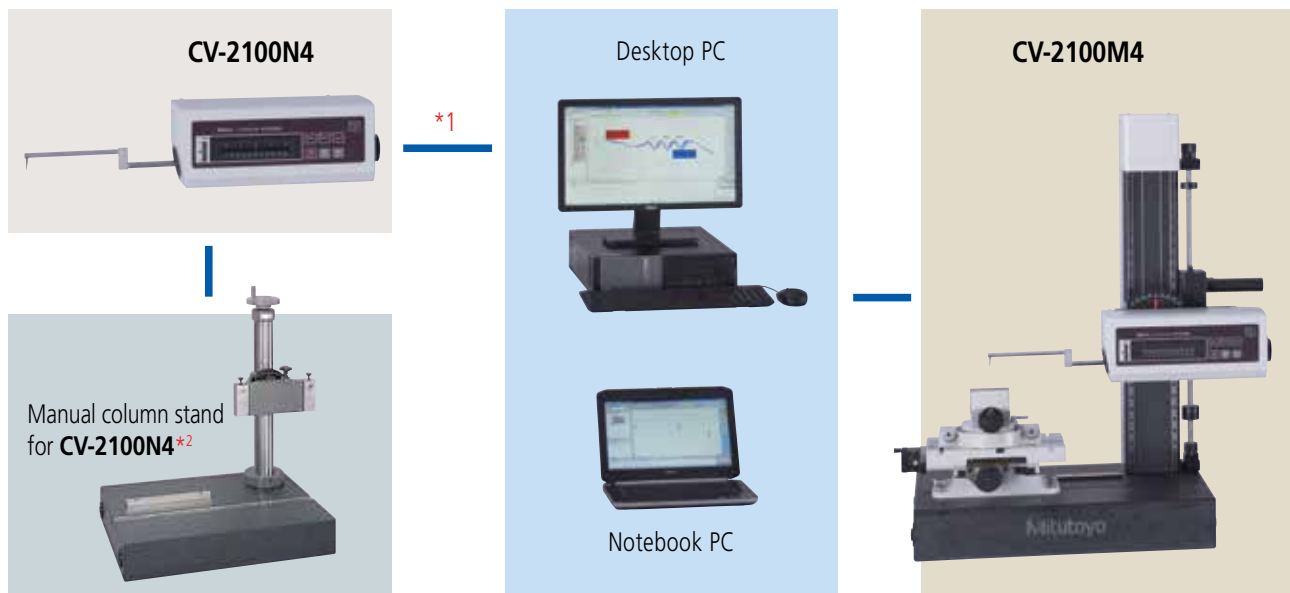 CV-2100N4
*1
Desktop PC
CV-2100M4
Manual column stand
for CV-2100N4*2
Notebook PC
Mitutoyo